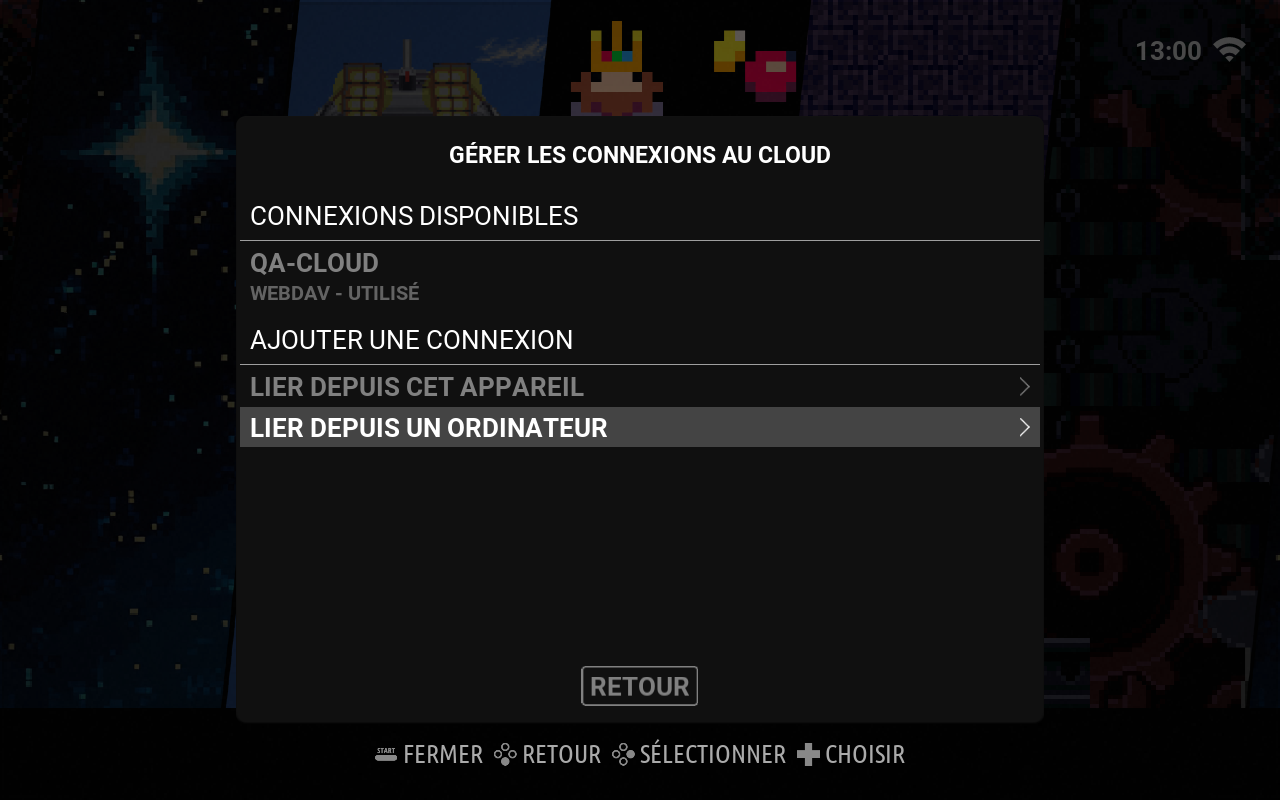 13:00
GÉRER LES CONNEXIONS AU CLOUD
CONNEXIONS DISPONIBLES
QA-CLOUD
WEBDAV - UTILISÉ
AJOUTER UNE CONNEXION
LIER DEPUIS CET APPAREIL
LIER DEPUIS UN ORDINATEUR
RETOUR
START FERMER RETOUR SÉLECTIONNER CHOISIR